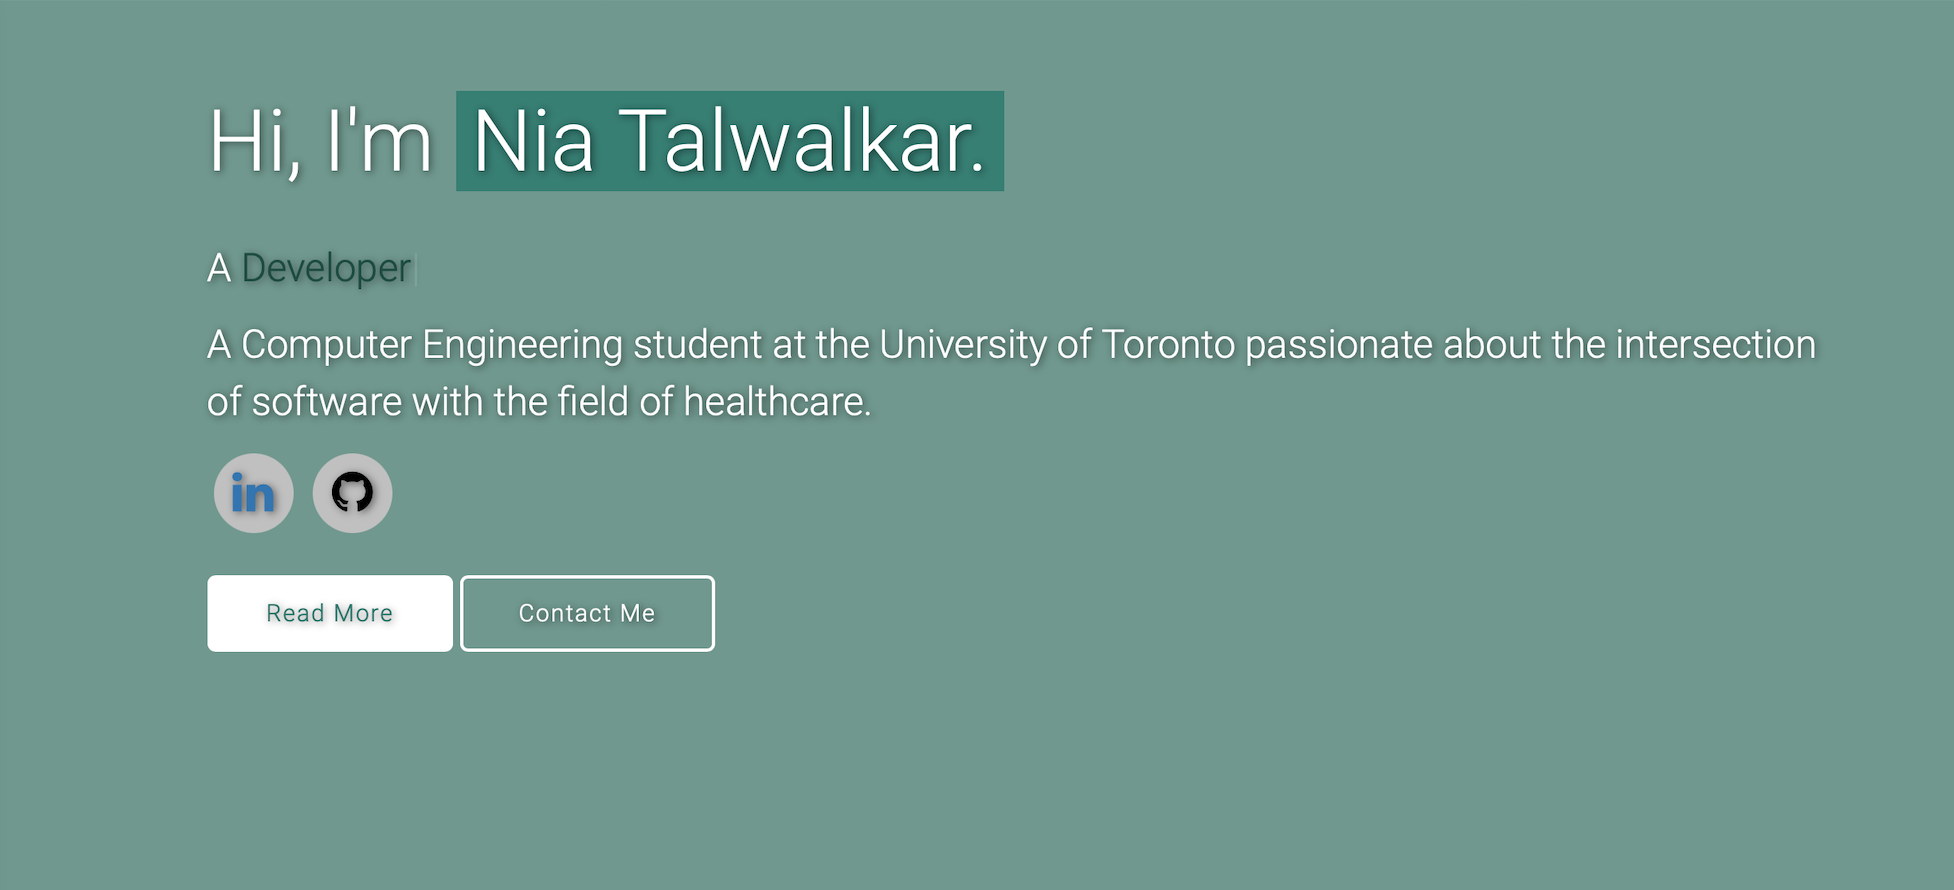 Hi, I'm Nia Talwalkar.
A Developer
A Computer Engineering student at the University of Toronto passionate about the intersection
of software with the field of healthcare.
in
Read More Contact Me